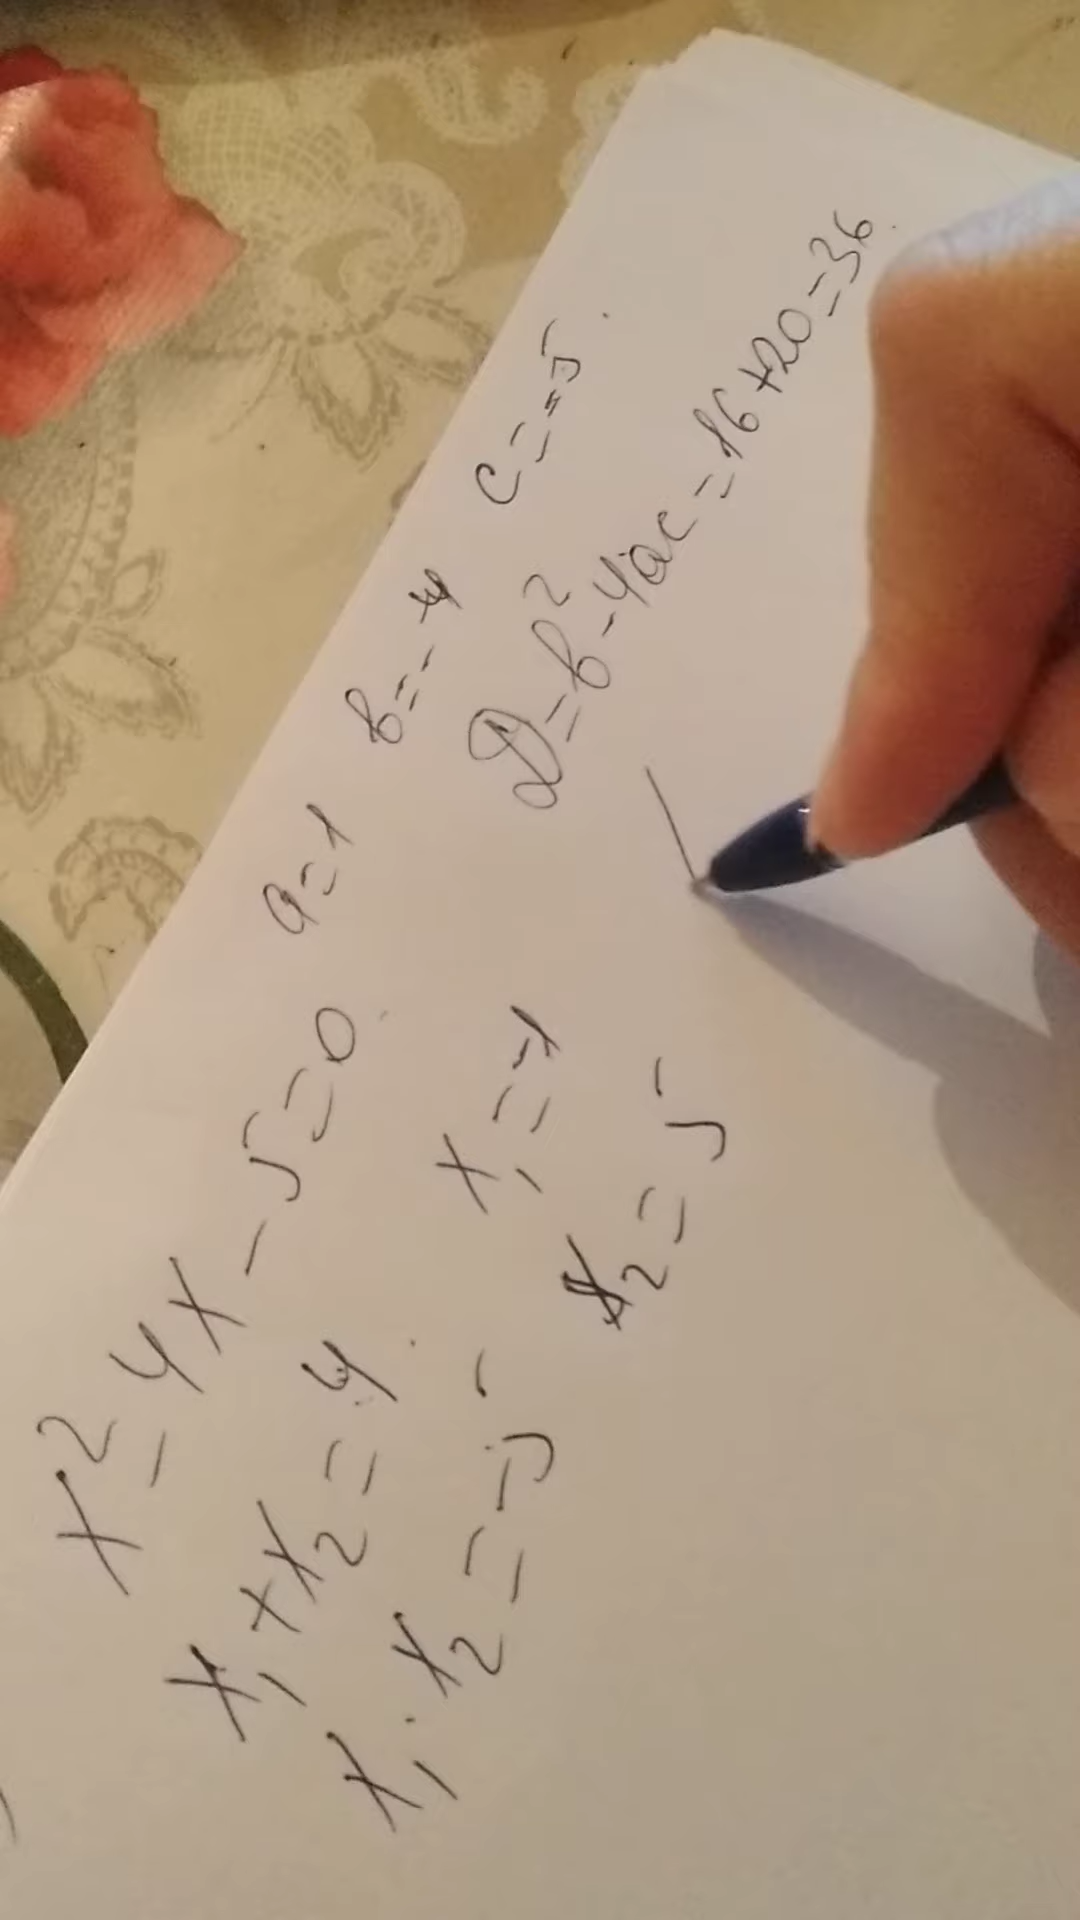 x² - 4x - 5 = 0
a = 1 b = - 4 c = - 5
x₁ + x₂ = 4
x₁ · x₂ = - 5
x₁ = -1
x₂ = 5
D = b² - 4ac = 16 + 20 = 36